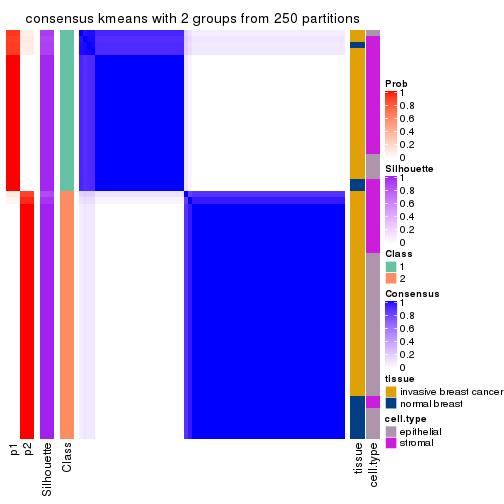 consensus kmeans with 2 groups from 250 partitions
Prob
1
0.8
0.6
0.4
0.2
0
Silhouette
1
0.8
0.6
0.4
0.2
0
Class
1
2
Consensus
1
0.8
0.6
0.4
0.2
0
tissue
invasive breast cancer
normal breast
cell.type
epithelial
stromal
p1
p2
Silhouette
Class
tissue
cell.type